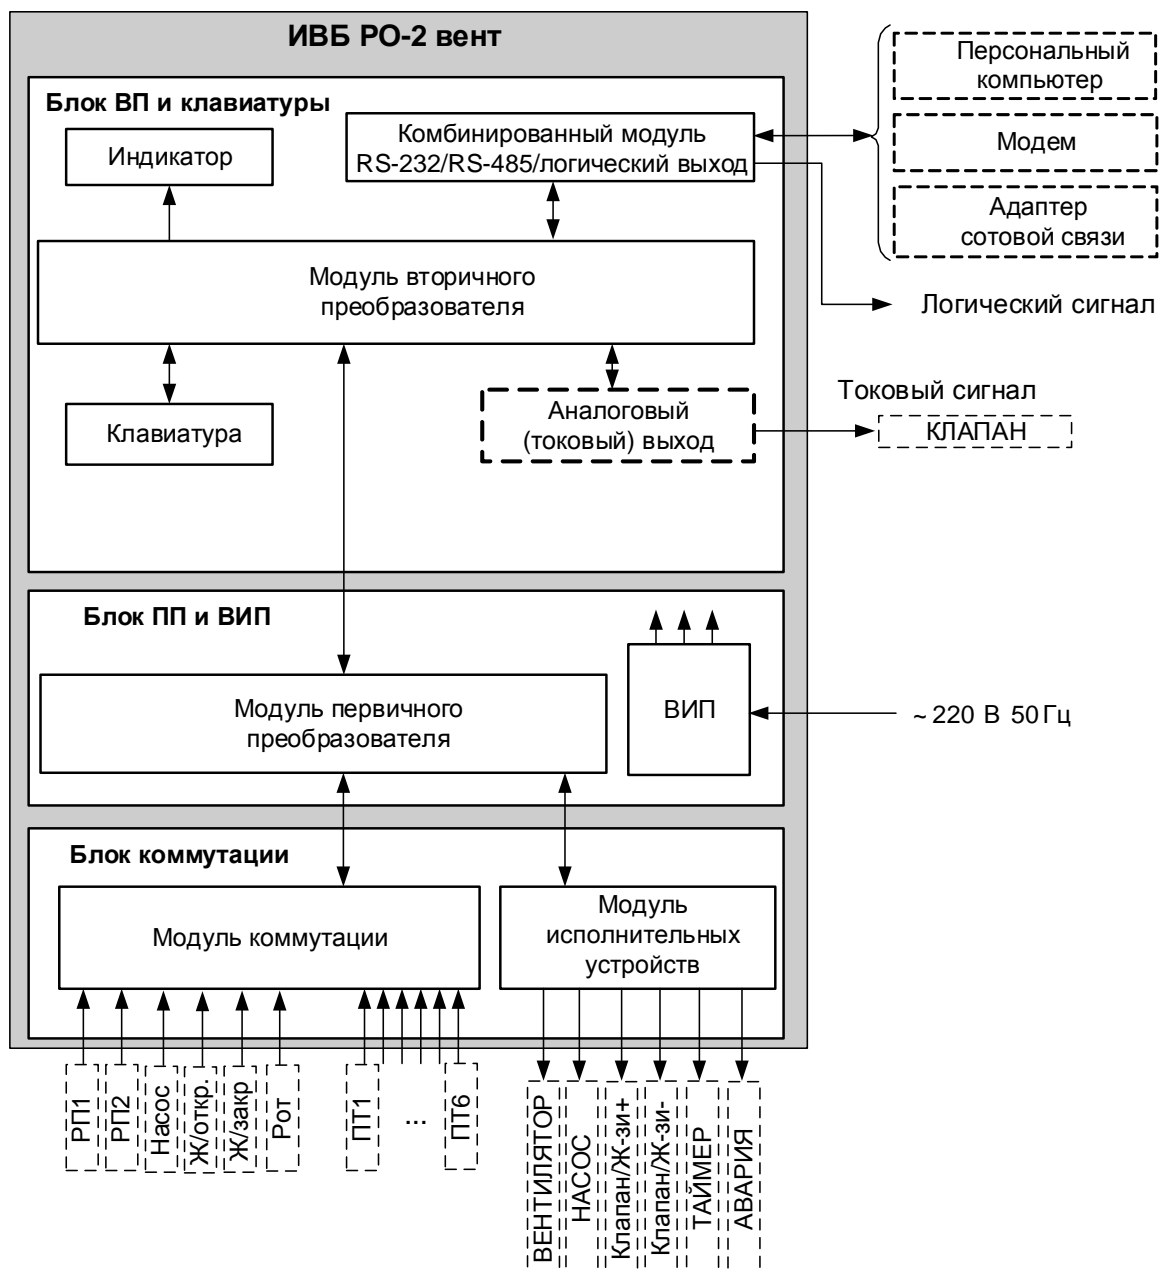 ИВБ РО-2 вент
Блок ВП и клавиатуры
Индикатор
Комбинированный модуль
RS-232/RS-485/логический выход
Персональный
компьютер
Модем
Адаптер
сотовой связи
Модуль вторичного
преобразователя
Логический сигнал
Клавиатура
Аналоговый
(токовый) выход
Токовый сигнал
КЛАПАН
Блок ПП и ВИП
Модуль первичного
преобразователя
ВИП
~ 220 В 50 Гц
Блок коммутации
Модуль коммутации
Модуль
исполнительных
устройств
РП1
РП2
Насос
Ж/откр.
Ж/закр
Рот
ПТ1
...
ПТ6
ВЕНТИЛЯТОР
НАСОС
Клапан/Ж-зи+
Клапан/Ж-зи-
ТАЙМЕР
АВАРИЯ